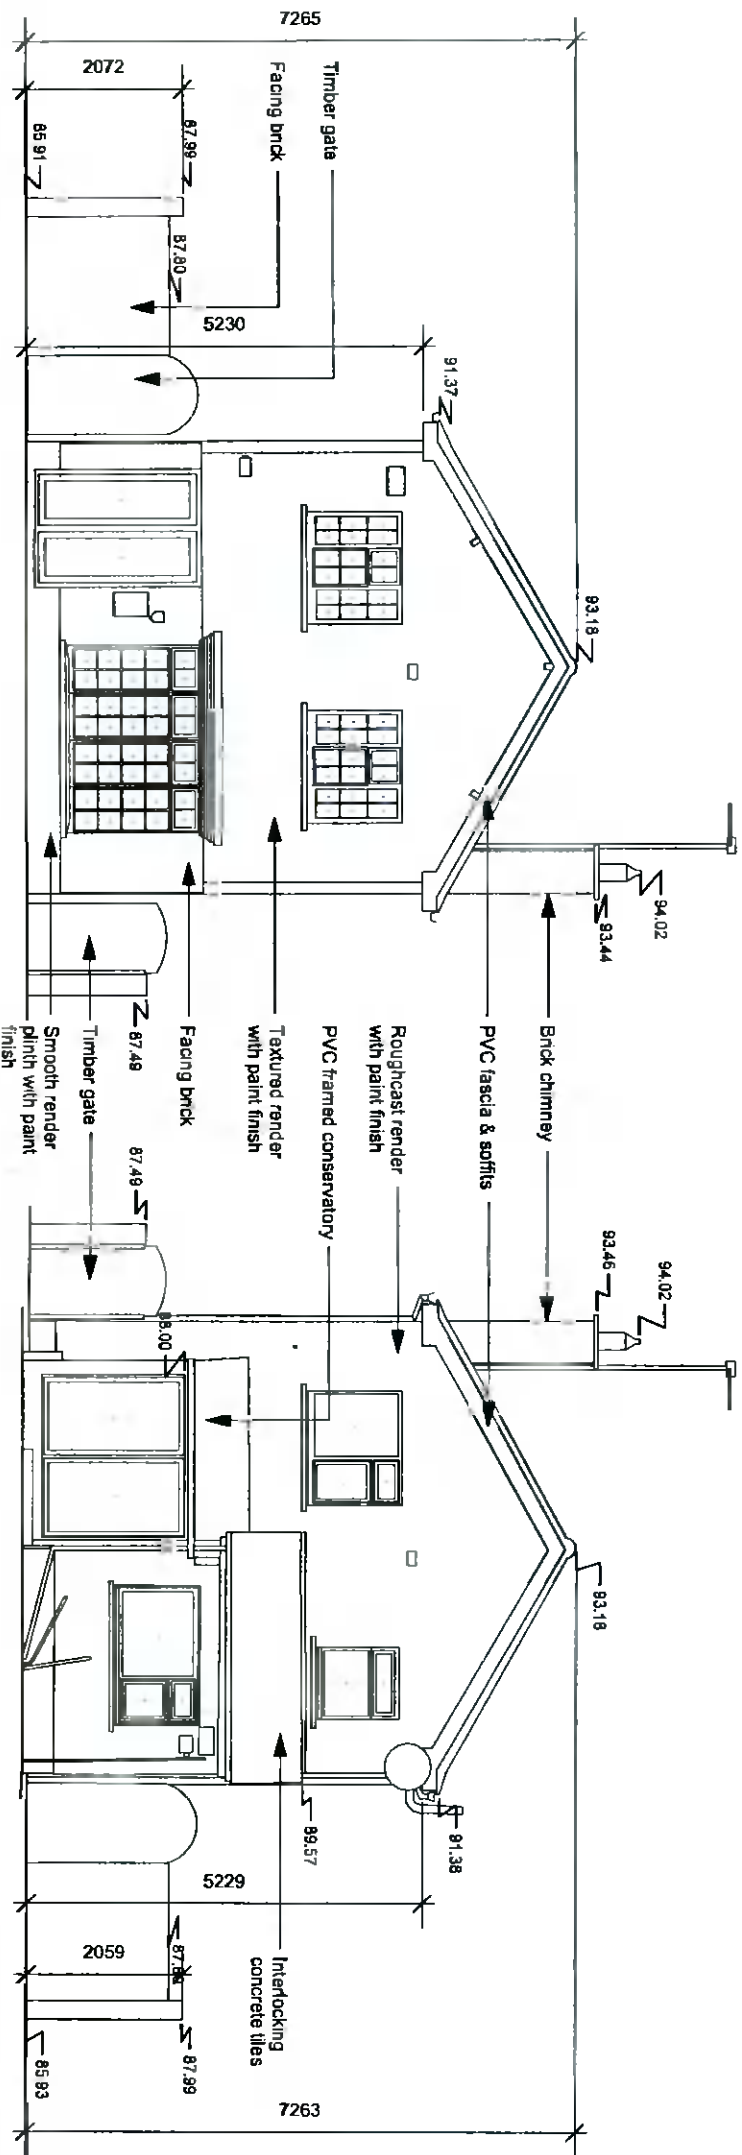 7265
2072
5230
85.91
87.99
87.80
Facing brick
Timber gate
91.37
93.18
94.02
93.44
87.49
Brick chimney
PVC fascia & soffits
Roughcast render
with paint finish
PVC framed conservatory
Textured render
with paint finish
Facing brick
Timber gate
Smooth render
plinth with paint
finish
87.49
93.46
94.02
88.00
93.18
91.38
89.57
5229
2059
Interlocking
concrete tiles
87.99
85.93
7263